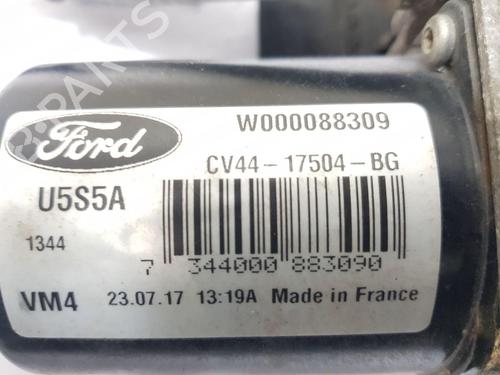 Ford
W000088309
CV44-17504-BG
U5S5A
1344
7 344000 883090
VM4 23.07.17 13:19A Made in France